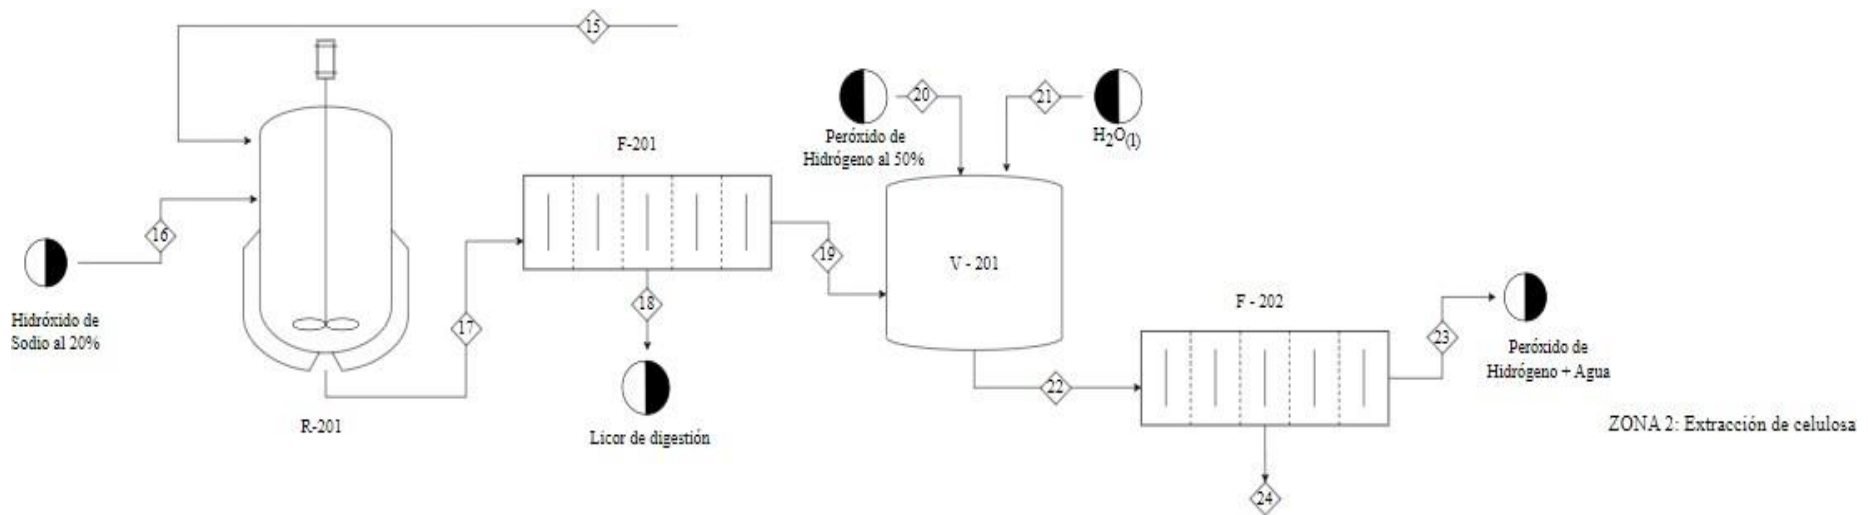 15
20
21
Peróxido de
Hidrógeno al 50%
H2O(l)
F-201
16
19
V - 201
Hidróxido de
Sodio al 20%
17
18
F - 202
23
Peróxido de
Hidrógeno + Agua
22
R-201
Licor de digestión
ZONA 2: Extracción de celulosa
24